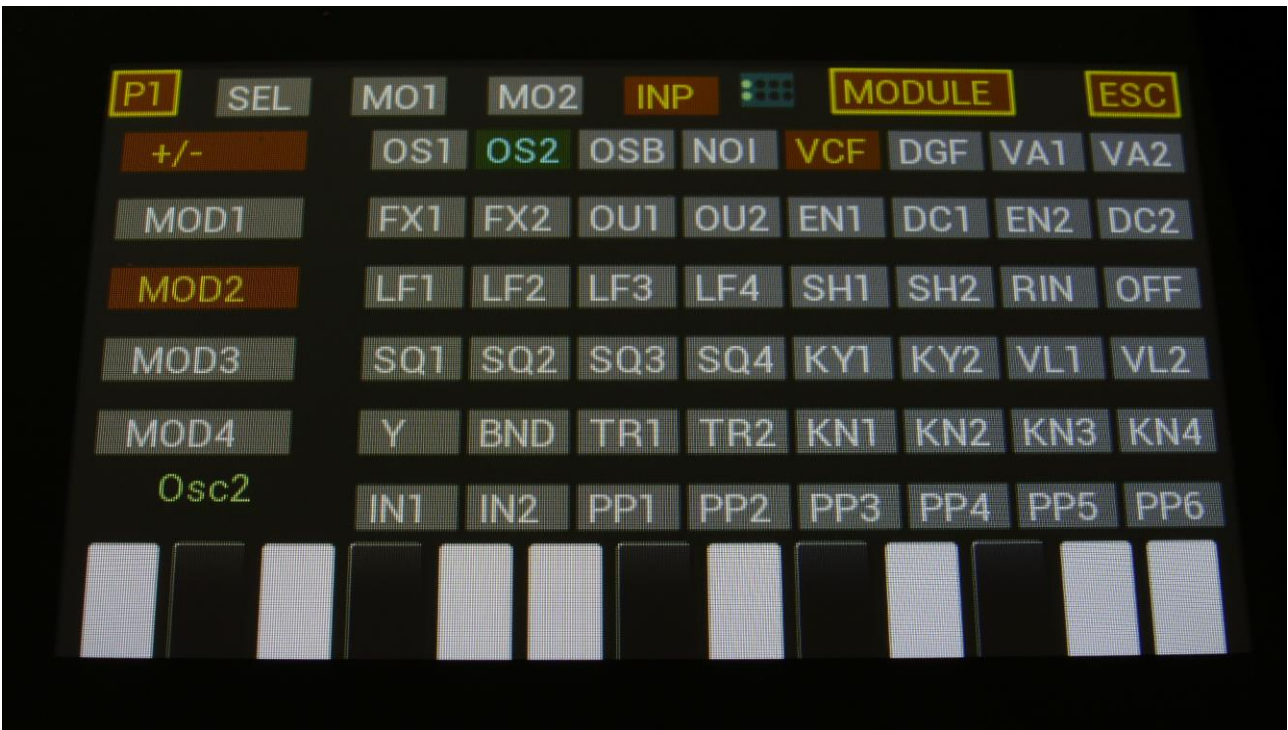 P1 SEL MO1 MO2 INP MODULE ESC
+/- OS1 OS2 OSB NOI VCF DGF VA1 VA2
MOD1 FX1 FX2 OU1 OU2 EN1 DC1 EN2 DC2
MOD2 LF1 LF2 LF3 LF4 SH1 SH2 RIN OFF
MOD3 SQ1 SQ2 SQ3 SQ4 KY1 KY2 VL1 VL2
MOD4 Y BND TR1 TR2 KN1 KN2 KN3 KN4
Osc2 IN1 IN2 PP1 PP2 PP3 PP4 PP5 PP6